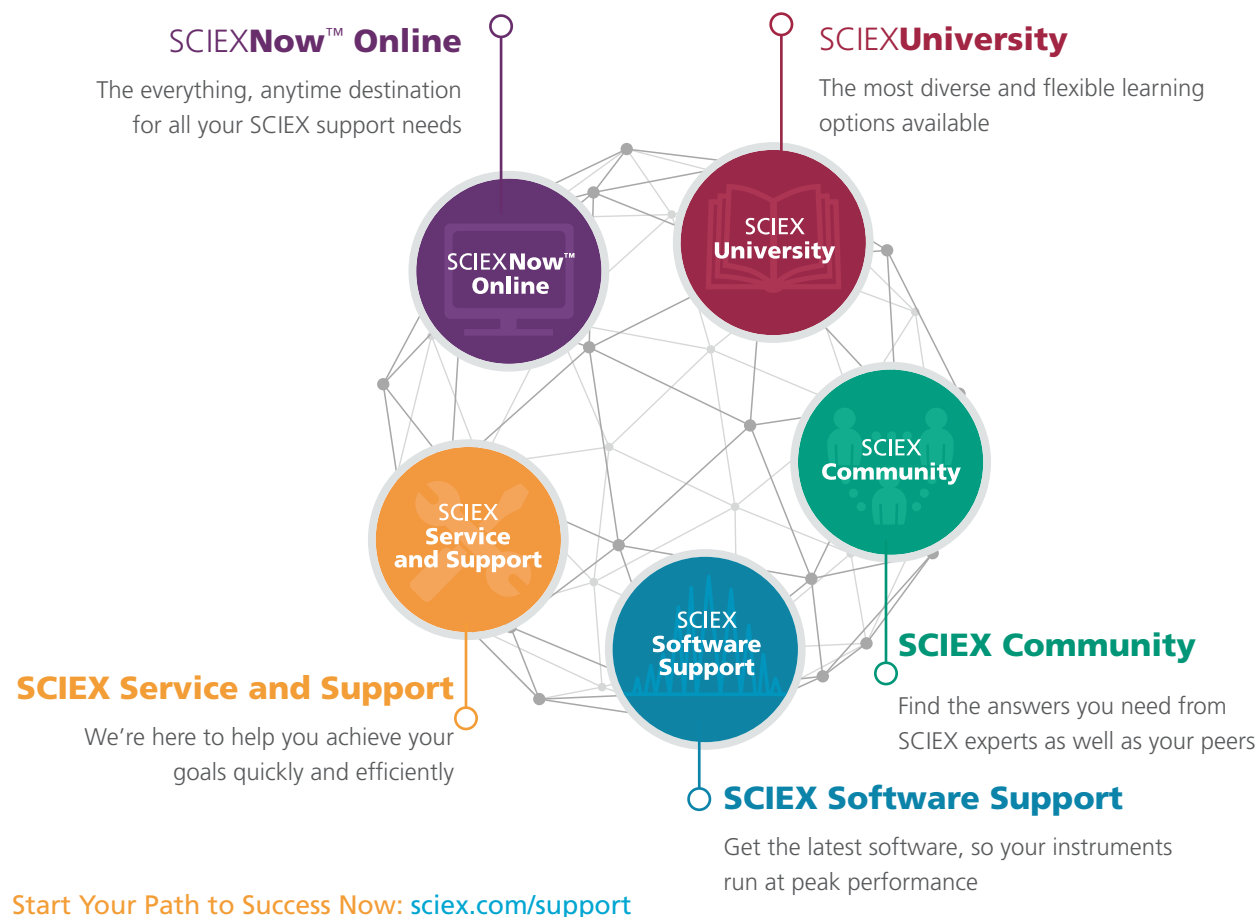 SCIEXNow™ Online
The everything, anytime destination
for all your SCIEX support needs
SCIEXUniversity
The most diverse and flexible learning
options available
SCIEXNow™
Online
SCIEX
University
SCIEX
Community
SCIEX
Service
and Support
SCIEX
Software
Support
SCIEX Service and Support
We’re here to help you achieve your
goals quickly and efficiently
SCIEX Community
Find the answers you need from
SCIEX experts as well as your peers
SCIEX Software Support
Get the latest software, so your instruments
run at peak performance
Start Your Path to Success Now: sciex.com/support